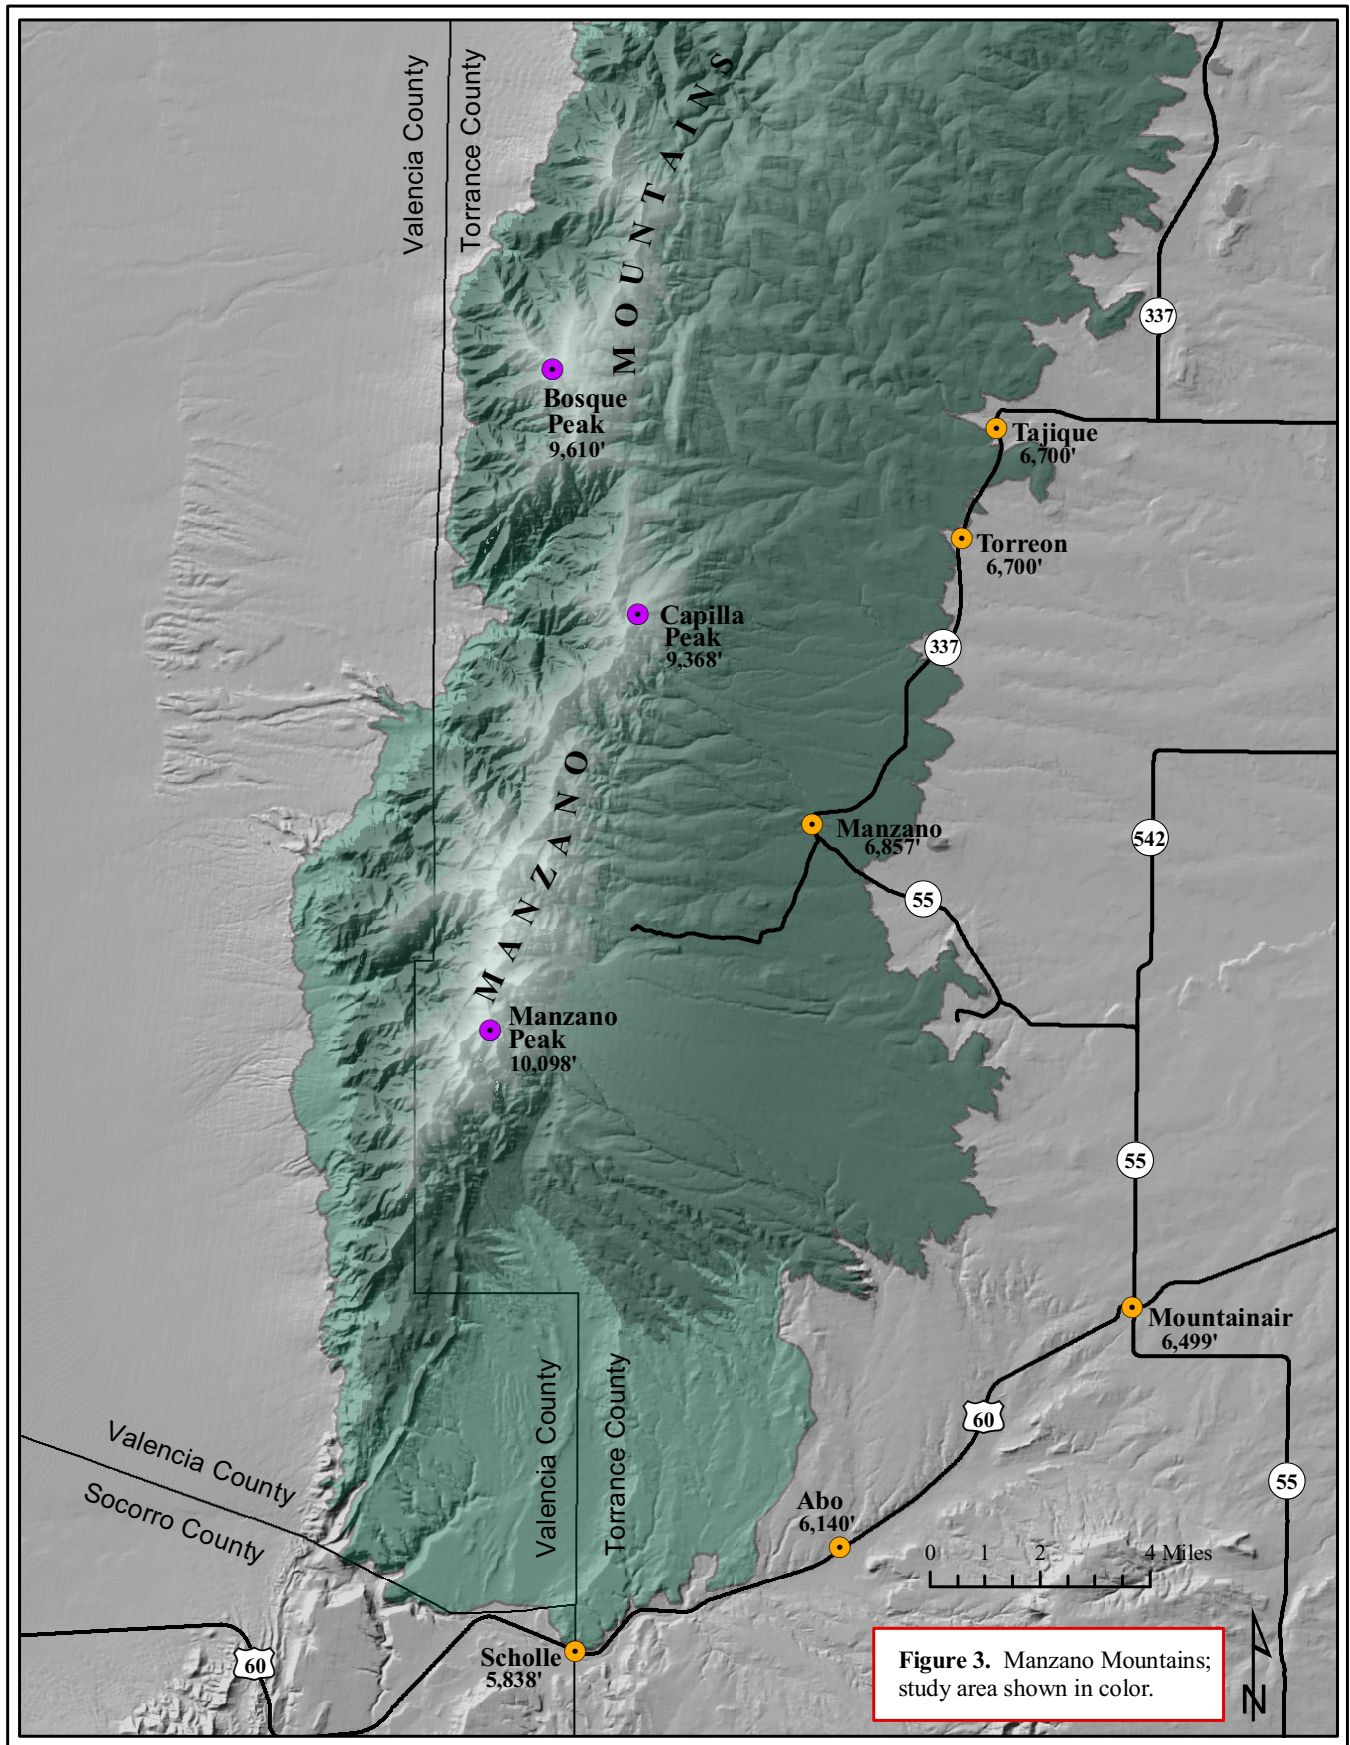 MOUNTAINS
Valencia County
Torrance County
337
Bosque
Peak
9,610'
Tajique
6,700'
Torreon
6,700'
Capilla
Peak
9,368'
337
MANZANO
Manzano
6,857'
542
55
Manzano
Peak
10,098'
55
Mountainair
6,499'
Valencia County
Torrance County
60
Valencia County
Socorro County
55
Abo
6,140'
0 1 2 4 Miles
Scholle
5,838'
60
Figure 3. Manzano Mountains;
study area shown in color.
N